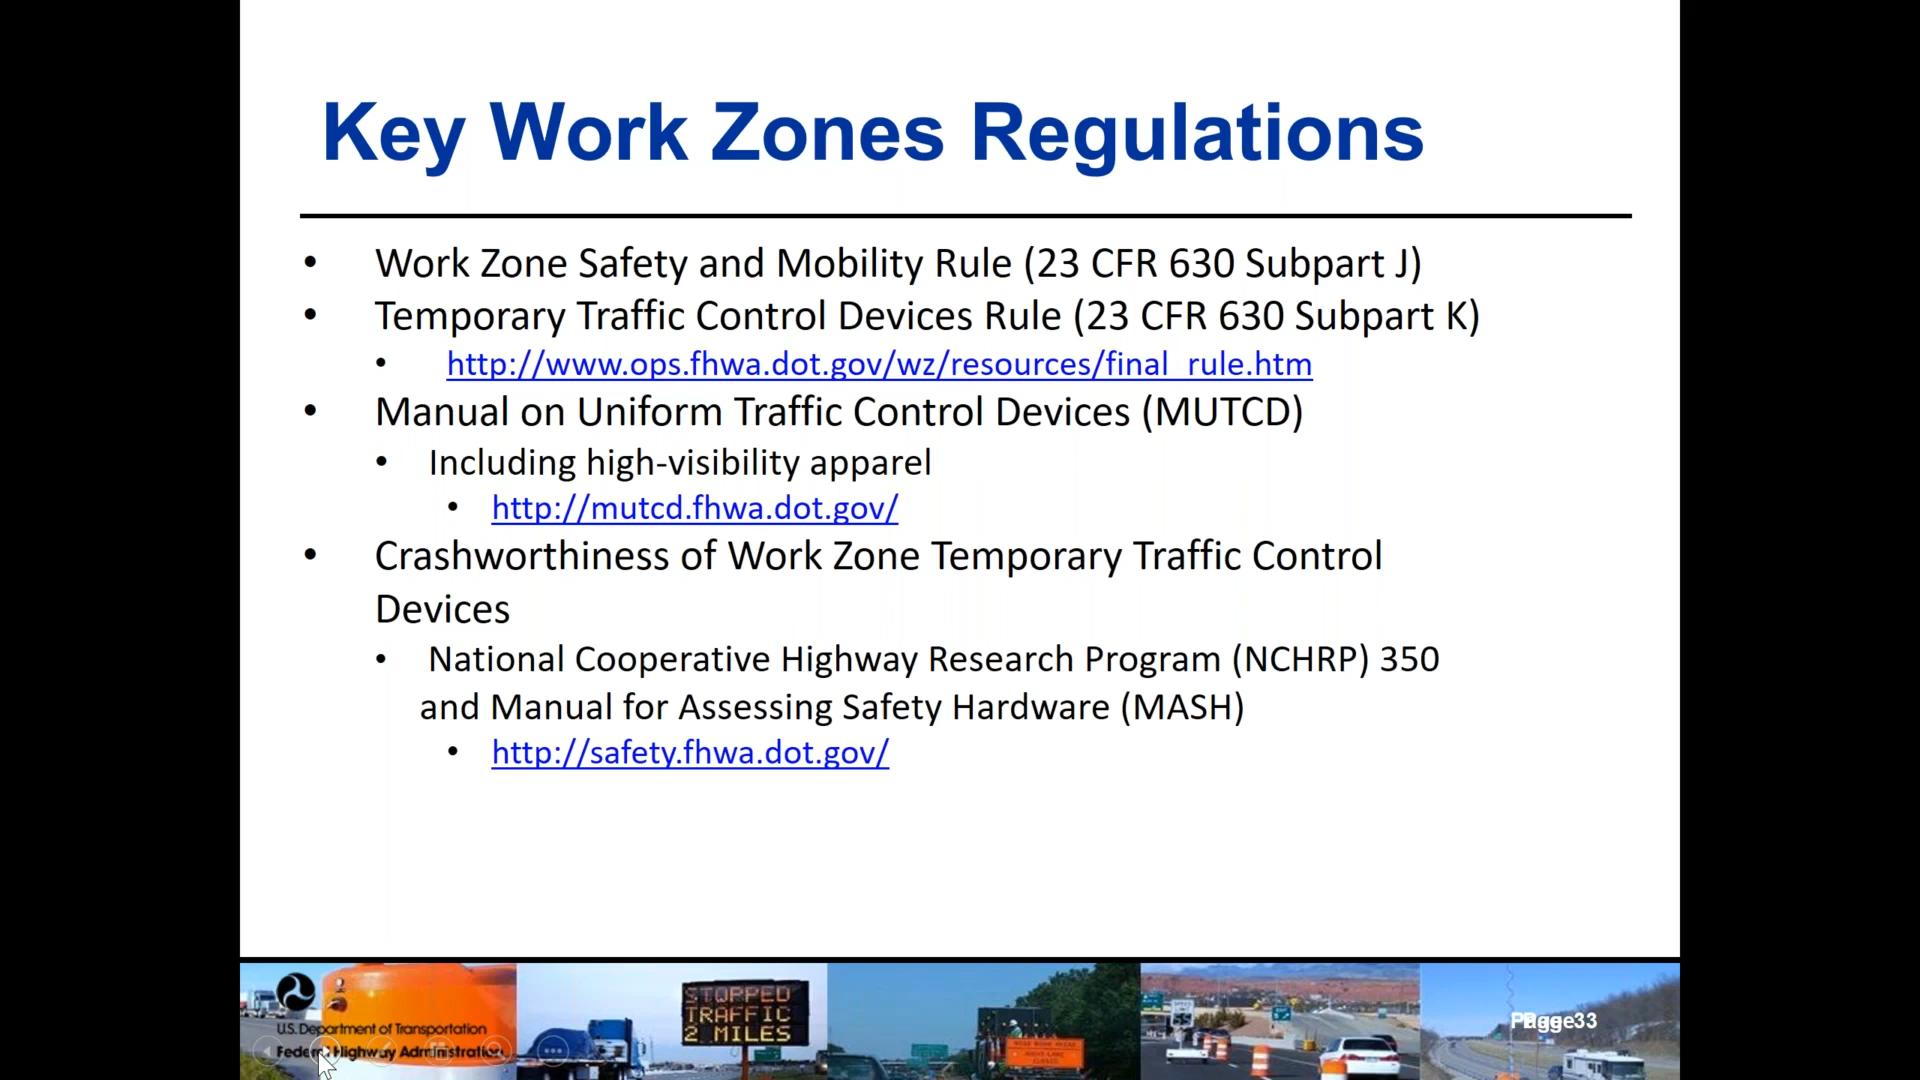 Key Work Zones Regulations
• Work Zone Safety and Mobility Rule (23 CFR 630 Subpart J)
• Temporary Traffic Control Devices Rule (23 CFR 630 Subpart K)
• http://www.ops.fhwa.dot.gov/wz/resources/final_rule.htm
• Manual on Uniform Traffic Control Devices (MUTCD)
• Including high-visibility apparel
• http://mutcd.fhwa.dot.gov/
• Crashworthiness of Work Zone Temporary Traffic Control
Devices
• National Cooperative Highway Research Program (NCHRP) 350
and Manual for Assessing Safety Hardware (MASH)
• http://safety.fhwa.dot.gov/
U.S. Department of Transportation
Federal Highway Administration
STOPPED
TRAFFIC
2 MILES